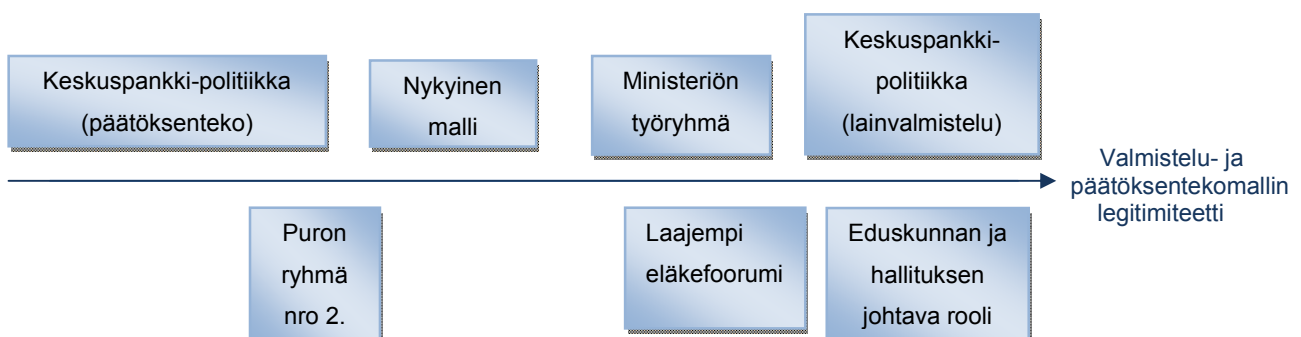 Keskuspankki-politiikka
(päätöksenteko)
Nykyinen
malli
Ministeriön
työryhmä
Keskuspankki-
politiikka
(lainvalmistelu)
Valmistelu- ja
päätöksentekomallin
legitimiteetti
Puron
ryhmä
nro 2.
Laajempi
eläkefoorumi
Eduskunnan ja
hallituksen
johtava rooli